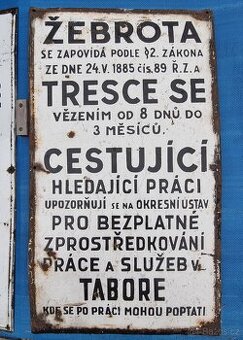 ŽEBROTA
SE ZAPOVÍDÁ PODLE §2. ZÁKONA
ZE DNE 24.V. 1885 čís. 89 Ř.Z. A
TRESCE SE
VĚZENÍM OD 8 DNŮ DO
3 MĚSÍCŮ.
CESTUJÍCÍ
HLEDAJÍCÍ PRÁCI
UPOZORŇUJÍ SE NA OKRESNÍ ÚSTAV
PRO BEZPLATNÉ
ZPROSTŘEDKOVÁNÍ
PRÁCE A SLUŽEB V
TÁBOŘE
KDE SE PO PRÁCI MOHOU POPTATI